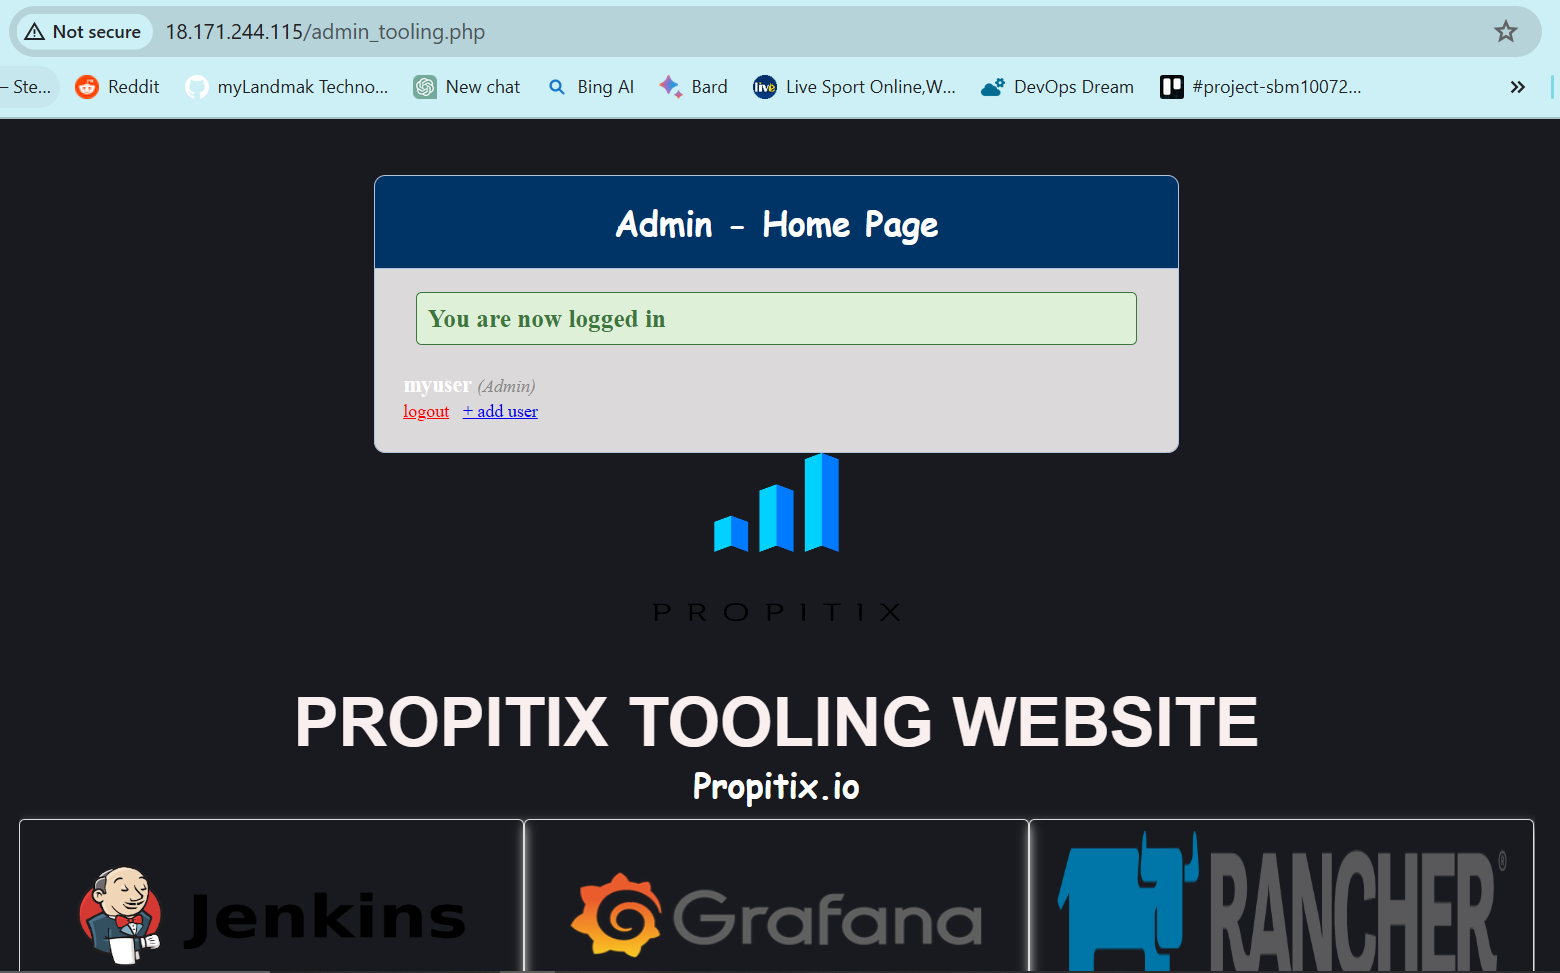 Not secure 18.171.244.115/admin_tooling.php
– Ste... Reddit myLandmak Techno... New chat Bing AI Bard live Live Sport Online,W... DevOps Dream #project-sbm10072... »
Admin - Home Page
You are now logged in
myuser (Admin)
logout + add user
PROPITIX
PROPITIX TOOLING WEBSITE
Propitix.io
Jenkins Grafana RANCHER®